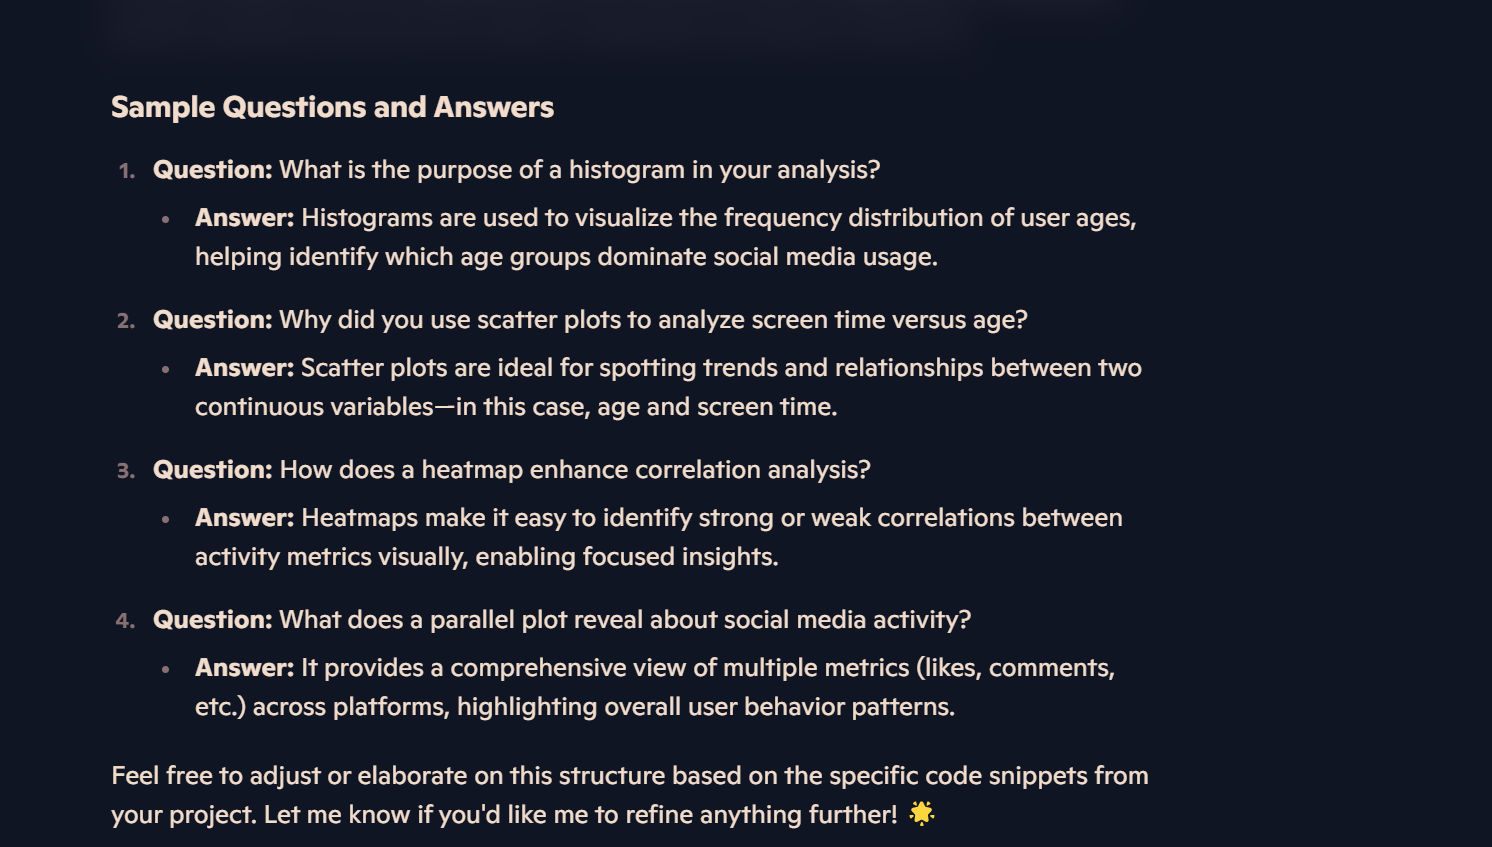 Sample Questions and Answers
1. Question: What is the purpose of a histogram in your analysis?
• Answer: Histograms are used to visualize the frequency distribution of user ages,
helping identify which age groups dominate social media usage.
2. Question: Why did you use scatter plots to analyze screen time versus age?
• Answer: Scatter plots are ideal for spotting trends and relationships between two
continuous variables—in this case, age and screen time.
3. Question: How does a heatmap enhance correlation analysis?
• Answer: Heatmaps make it easy to identify strong or weak correlations between
activity metrics visually, enabling focused insights.
4. Question: What does a parallel plot reveal about social media activity?
• Answer: It provides a comprehensive view of multiple metrics (likes, comments,
etc.) across platforms, highlighting overall user behavior patterns.
Feel free to adjust or elaborate on this structure based on the specific code snippets from
your project. Let me know if you'd like me to refine anything further! 🌟